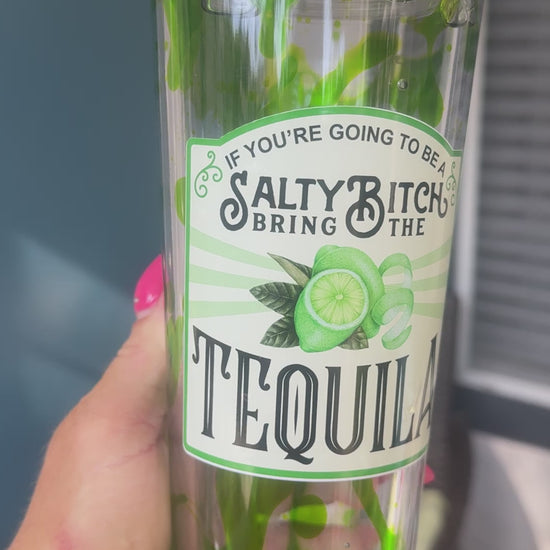 IF YOU'RE GOING TO BE A
SALTY BITCH
BRING THE
TEQUILA